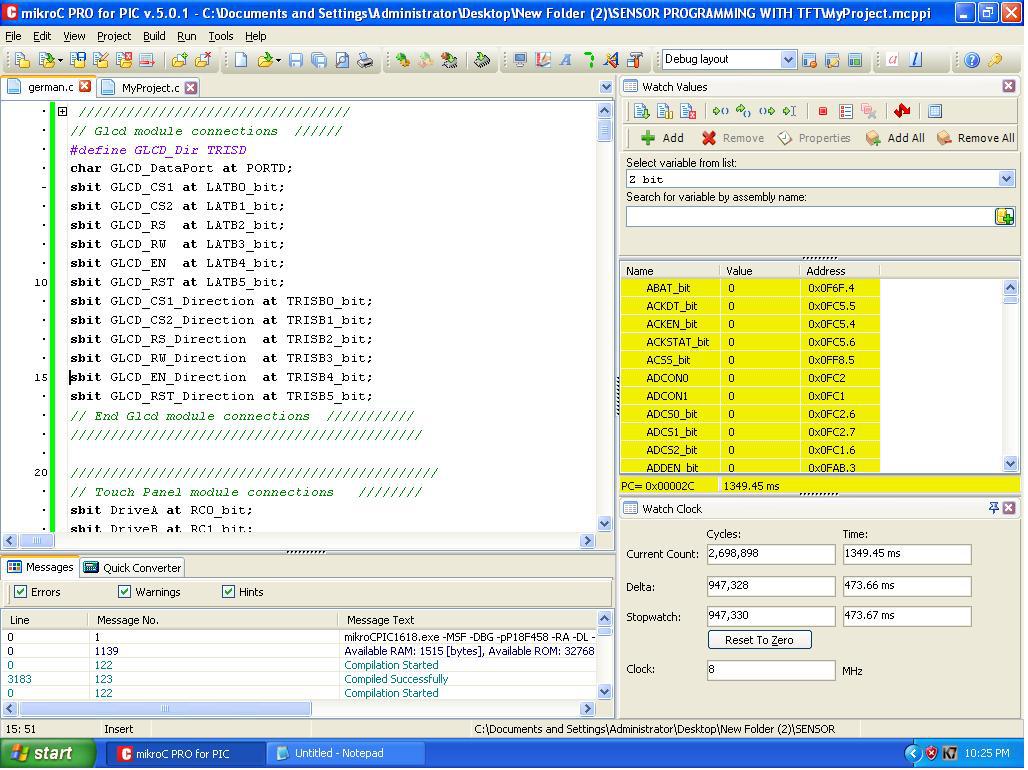 mikroC PRO for PIC v.5.0.1 - C:\Documents and Settings\Administrator\Desktop\New Folder (2)\SENSOR PROGRAMMING WITH TFT\MyProject.mcppi
File Edit View Project Build Run Tools Help
Debug layout
german.c MyProject.c
///////////////////////////////////
// Glcd module connections //////
#define GLCD_Dir TRISD
char GLCD_DataPort at PORTD;
sbit GLCD_CS1 at LATB0_bit;
sbit GLCD_CS2 at LATB1_bit;
sbit GLCD_RS at LATB2_bit;
sbit GLCD_RW at LATB3_bit;
sbit GLCD_EN at LATB4_bit;
10 sbit GLCD_RST at LATB5_bit;
sbit GLCD_CS1_Direction at TRISB0_bit;
sbit GLCD_CS2_Direction at TRISB1_bit;
sbit GLCD_RS_Direction at TRISB2_bit;
sbit GLCD_RW_Direction at TRISB3_bit;
15 sbit GLCD_EN_Direction at TRISB4_bit;
sbit GLCD_RST_Direction at TRISB5_bit;
// End Glcd module connections ///////////
////////////////////////////////////////////
20 //////////////////////////////////////////////
// Touch Panel module connections ////////
sbit DriveA at RC0_bit;
sbit DriveB at RC1_bit;
Watch Values
Add Remove Properties Add All Remove All
Select variable from list:
Z bit
Search for variable by assembly name:
Name Value Address
ABAT_bit 0 0x0F6F.4
ACKDT_bit 0 0x0FC5.5
ACKEN_bit 0 0x0FC5.4
ACKSTAT_bit 0 0x0FC5.6
ACSS_bit 0 0x0FF8.5
ADCON0 0 0x0FC2
ADCON1 0 0x0FC1
ADCS0_bit 0 0x0FC2.6
ADCS1_bit 0 0x0FC2.7
ADCS2_bit 0 0x0FC1.6
ADDEN_bit 0 0x0FAB.3
PC= 0x00002C 1349.45 ms
Watch Clock
Cycles: Time:
Current Count: 2,698,898 1349.45 ms
Delta: 947,328 473.66 ms
Stopwatch: 947,330 473.67 ms
Reset To Zero
Clock: 8 MHz
Messages Quick Converter
Errors Warnings Hints
Line Message No. Message Text
0 1 mikroCPIC1618.exe -MSF -DBG -pP18F458 -RA -DL -
0 1139 Available RAM: 1515 [bytes], Available ROM: 32768
0 122 Compilation Started
3183 123 Compiled Successfully
0 122 Compilation Started
15: 51 Insert C:\Documents and Settings\Administrator\Desktop\New Folder (2)\SENSOR
start mikroC PRO for PIC Untitled - Notepad 10:25 PM